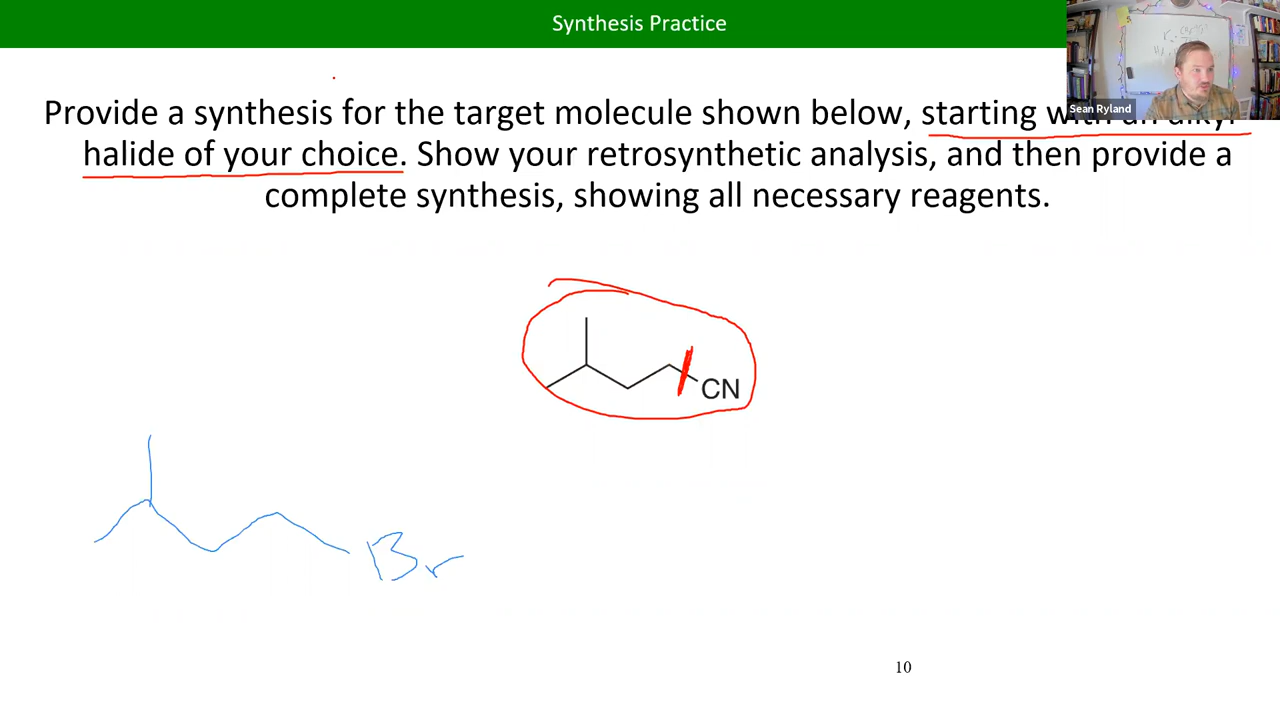 Synthesis Practice
Sean Ryland
Provide a synthesis for the target molecule shown below, starting with an alkyl
halide of your choice. Show your retrosynthetic analysis, and then provide a
complete synthesis, showing all necessary reagents.
CN
Br
10